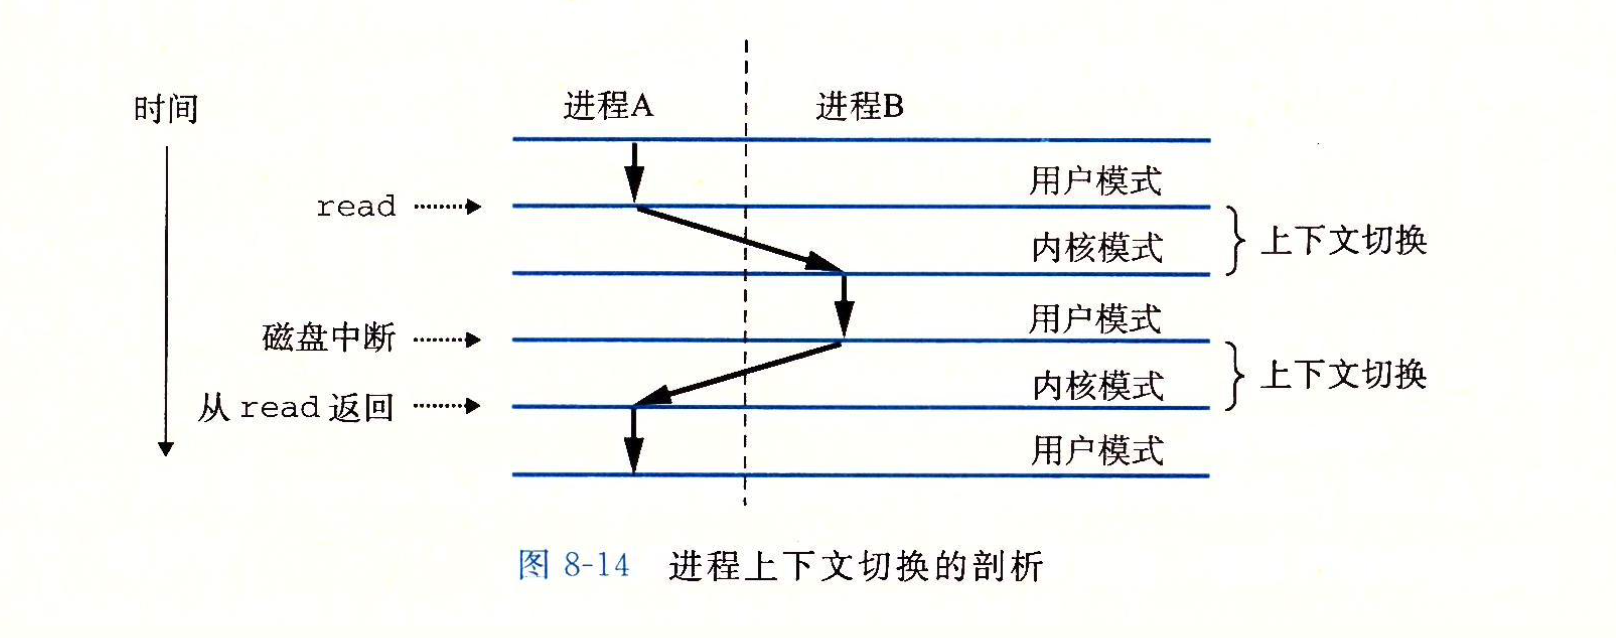 时间
进程A 进程B
用户模式
read
内核模式 上下文切换
用户模式
磁盘中断
内核模式 上下文切换
从 read 返回
用户模式
图 8-14 进程上下文切换的剖析